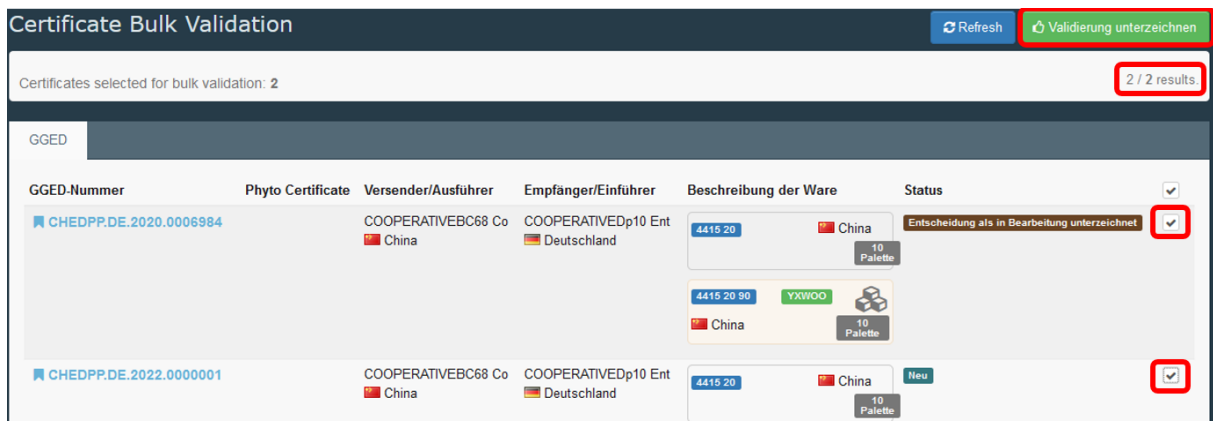 Certificate Bulk Validation
Refresh
Validierung unterzeichnen
Certificates selected for bulk validation: 2
2 / 2 results.
GGED
GGED-Nummer Phyto Certificate Versender/Ausführer Empfänger/Einführer Beschreibung der Ware Status
CHEDPP.DE.2020.0006984
COOPERATIVEBC68 Co
China
COOPERATIVEDp10 Ent
Deutschland
4415 20
China
10
Palette
4415 20 90
YXWOO
China
10
Palette
Entscheidung als in Bearbeitung unterzeichnet
CHEDPP.DE.2022.0000001
COOPERATIVEBC68 Co
China
COOPERATIVEDp10 Ent
Deutschland
4415 20
China
10
Palette
Neu